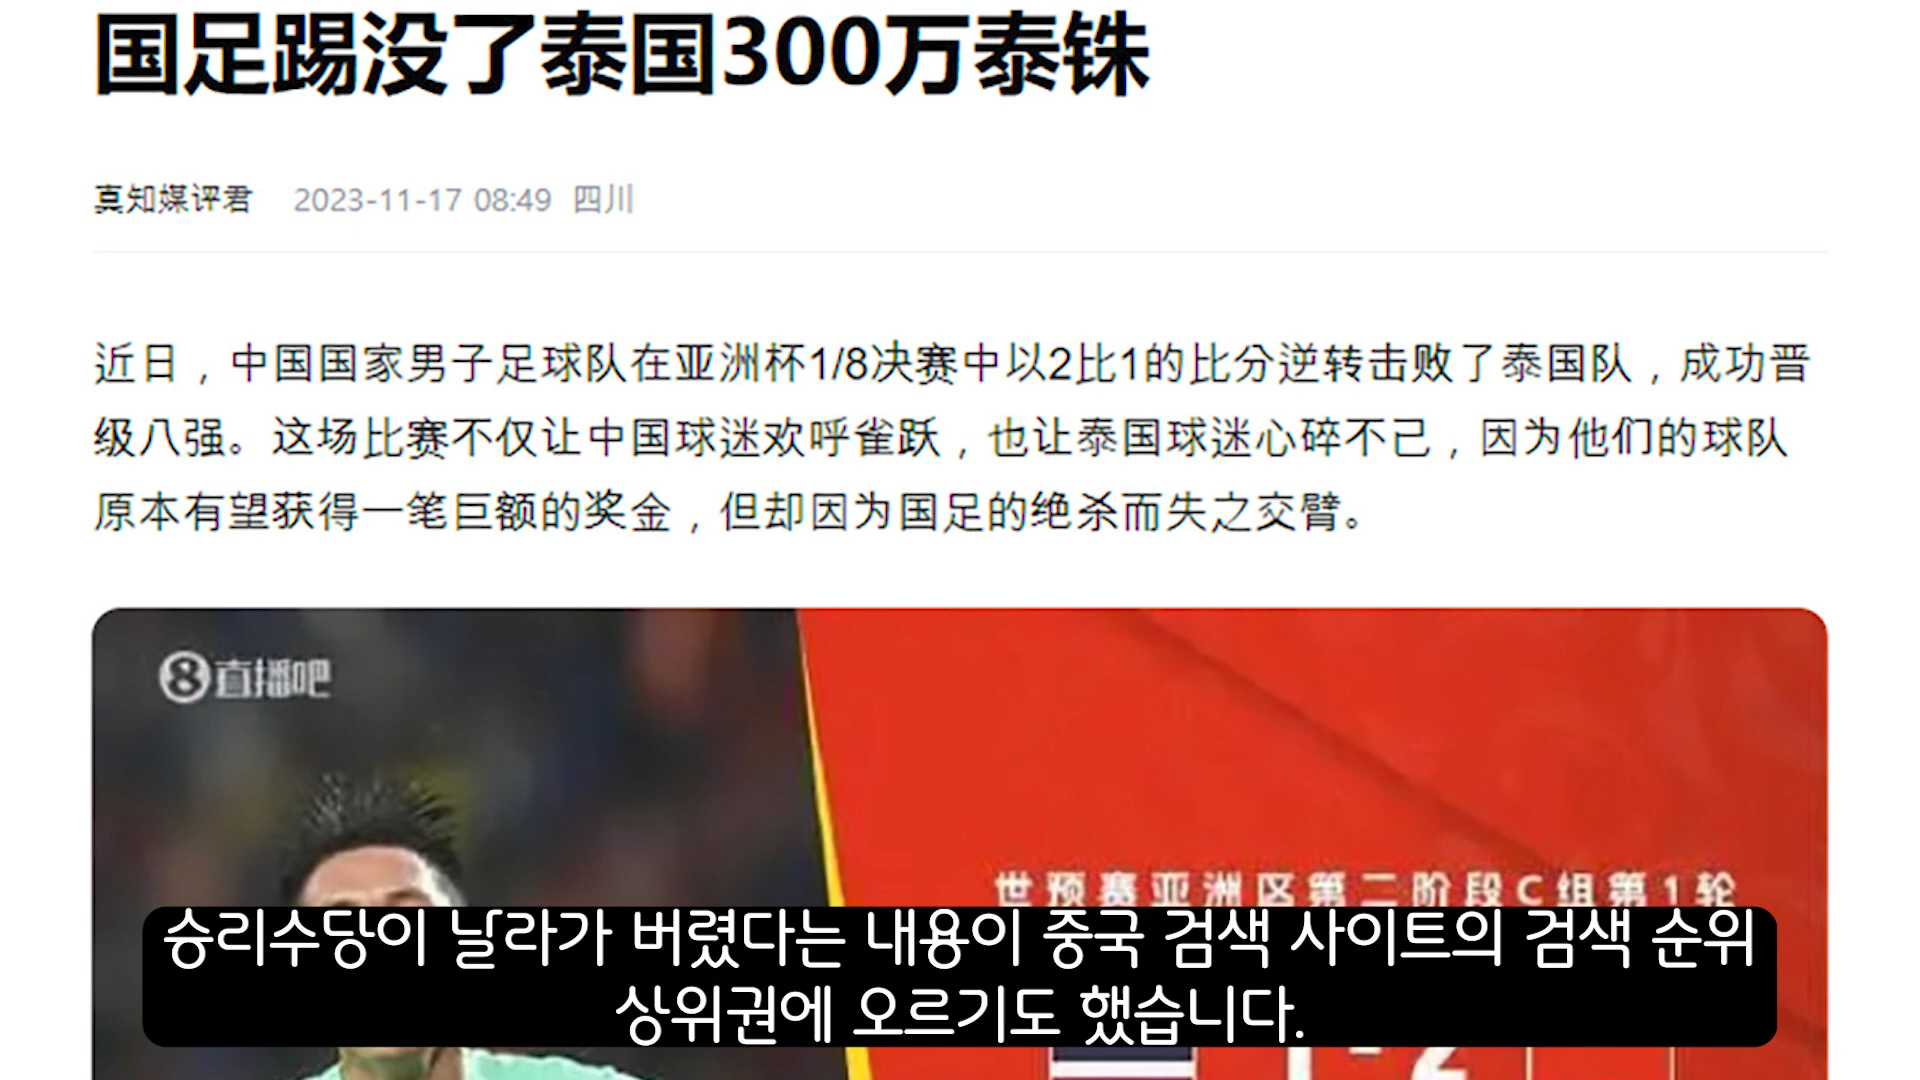 国足踢没了泰国300万泰铢
真知媒评君 2023-11-17 08:49 四川
近日，中国国家男子足球队在亚洲杯1/8决赛中以2比1的比分逆转击败了泰国队，成功晋
级八强。这场比赛不仅让中国球迷欢呼雀跃，也让泰国球迷心碎不已，因为他们的球队
原本有望获得一笔巨额的奖金，但却因为国足的绝杀而失之交臂。
8直播吧
世预赛亚洲区第二阶段C组第1轮
승리수당이 날라가 버렸다는 내용이 중국 검색 사이트의 검색 순위
상위권에 오르기도 했습니다.
1-2